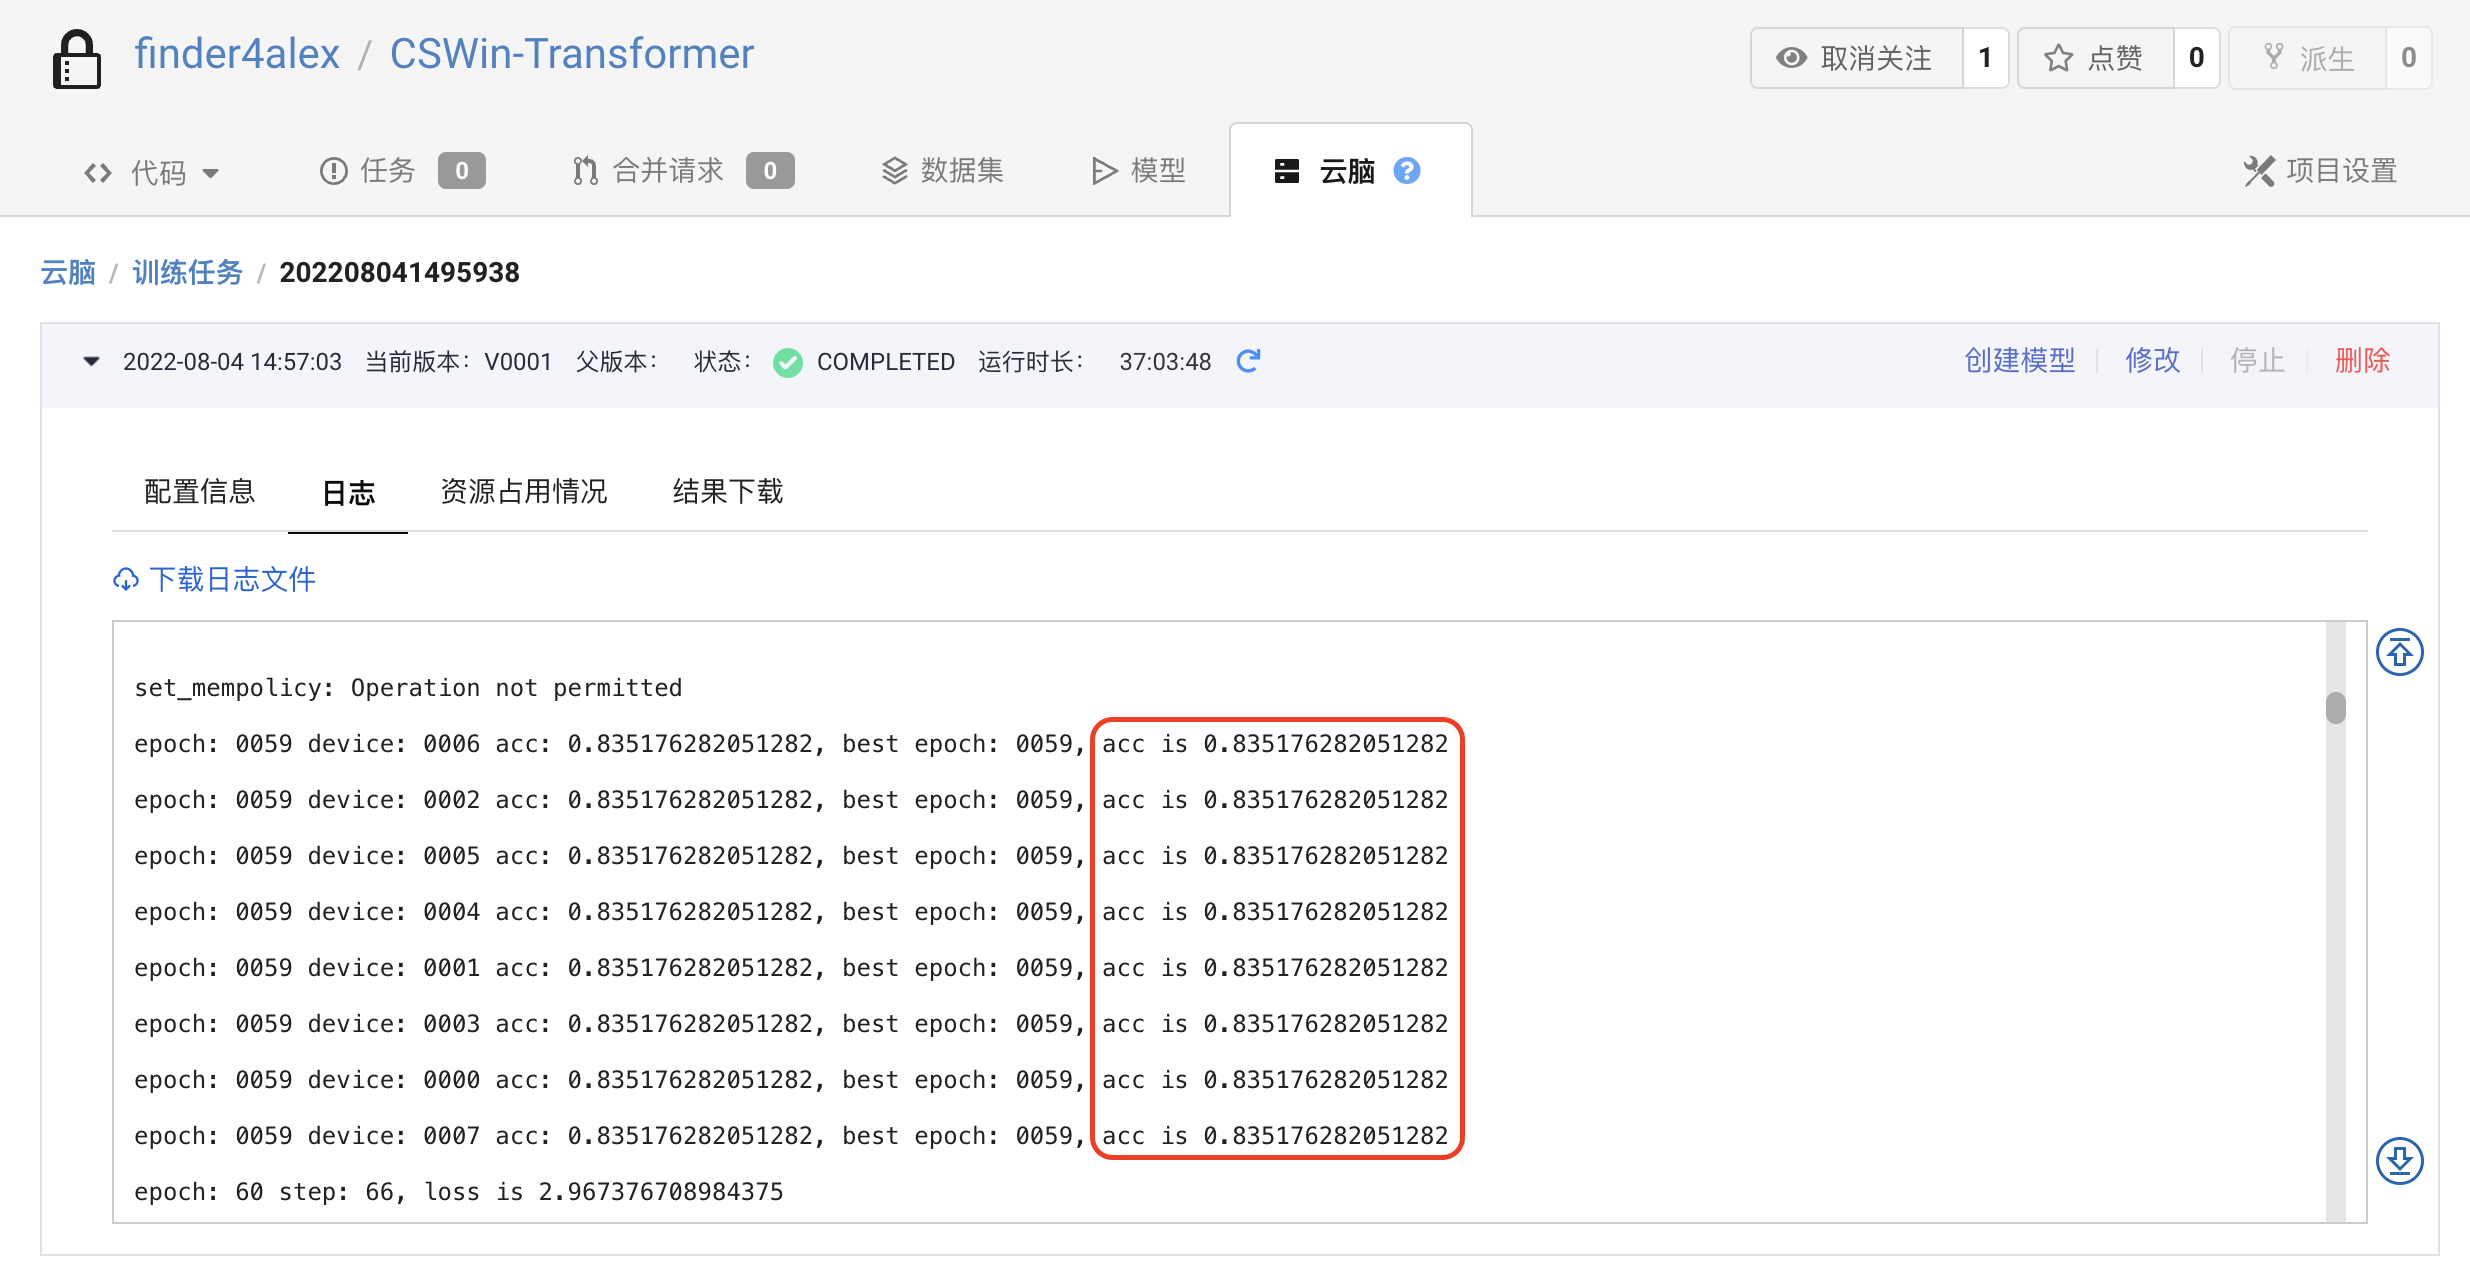 finder4alex / CSWin-Transformer 取消关注 1 点赞 0 派生 0
代码 任务 0 合并请求 0 数据集 模型 云脑 ? 项目设置
云脑 / 训练任务 / 202208041495938
2022-08-04 14:57:03 当前版本：V0001 父版本： 状态： COMPLETED 运行时长： 37:03:48 创建模型 修改 停止 删除
配置信息 日志 资源占用情况 结果下载
下载日志文件
set_mempolicy: Operation not permitted
epoch: 0059 device: 0006 acc: 0.835176282051282, best epoch: 0059, acc is 0.835176282051282
epoch: 0059 device: 0002 acc: 0.835176282051282, best epoch: 0059, acc is 0.835176282051282
epoch: 0059 device: 0005 acc: 0.835176282051282, best epoch: 0059, acc is 0.835176282051282
epoch: 0059 device: 0004 acc: 0.835176282051282, best epoch: 0059, acc is 0.835176282051282
epoch: 0059 device: 0001 acc: 0.835176282051282, best epoch: 0059, acc is 0.835176282051282
epoch: 0059 device: 0003 acc: 0.835176282051282, best epoch: 0059, acc is 0.835176282051282
epoch: 0059 device: 0000 acc: 0.835176282051282, best epoch: 0059, acc is 0.835176282051282
epoch: 0059 device: 0007 acc: 0.835176282051282, best epoch: 0059, acc is 0.835176282051282
epoch: 60 step: 66, loss is 2.967376708984375